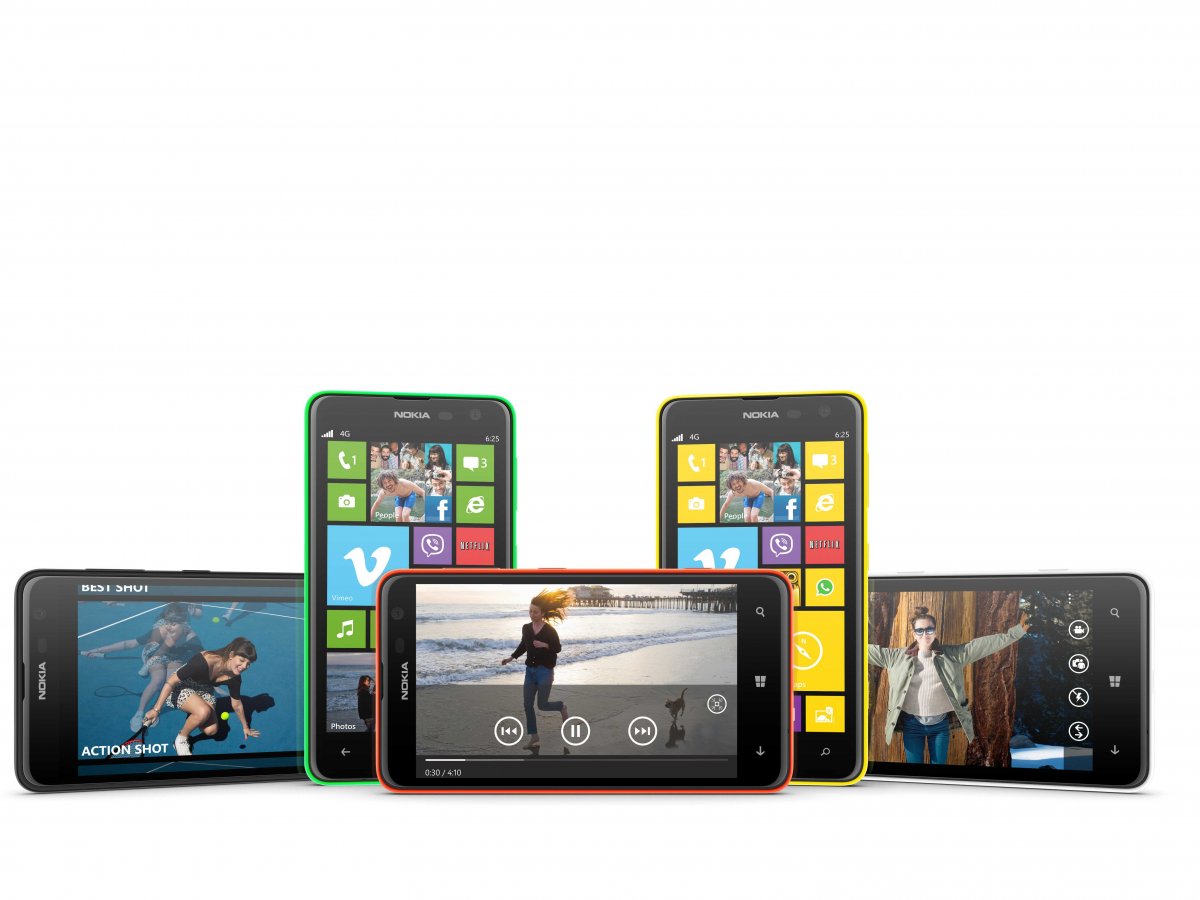 NOKIA
4G
6:25
1
3
People
f
e
NETFLIX
Vimeo
Photos
NOKIA
4G
6:25
1
3
People
f
e
NETFLIX
N
BEST SHOT
ACTION SHOT
NOKIA
NOKIA
0:30 / 4:10